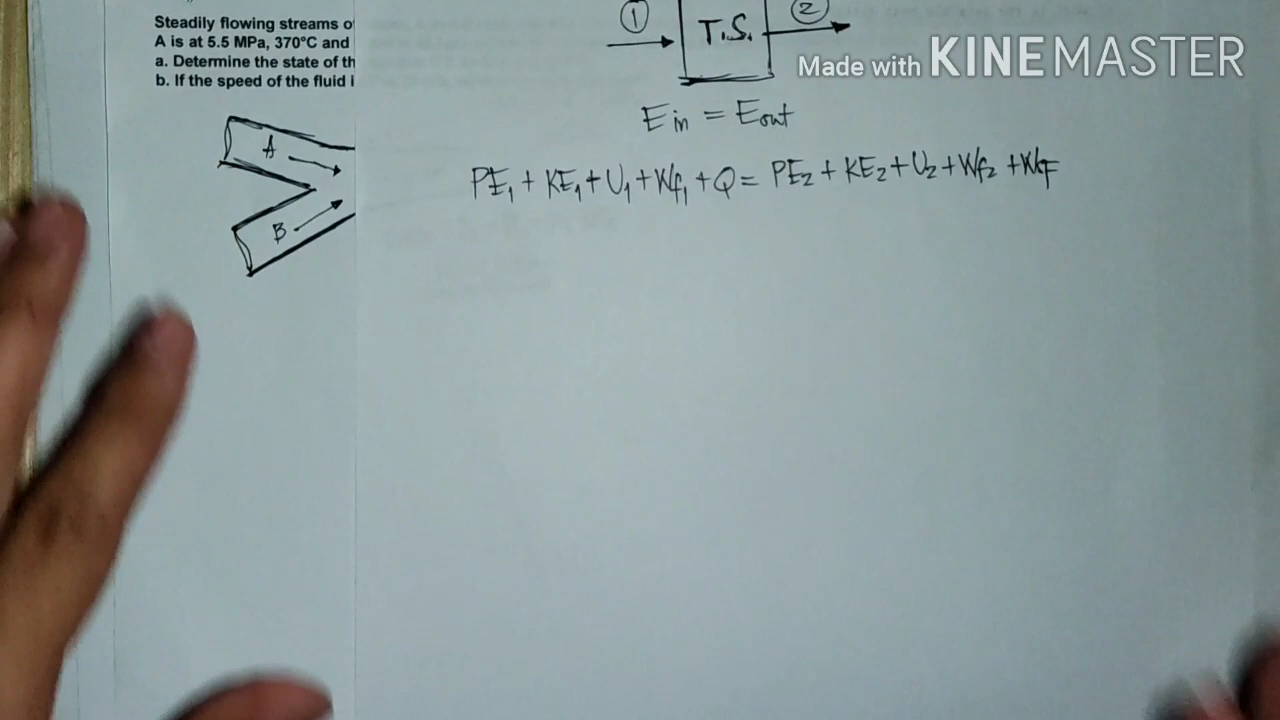 Steadily flowing streams o
A is at 5.5 MPa, 370°C and
a. Determine the state of th
b. If the speed of the fluid i
A
B
① T.S. ②
Made with KINEMASTER
Ein = Eout
PE₁ + KE₁ + U₁ + Wf₁ + Q = PE₂ + KE₂ + U₂ + Wf₂ + WkF